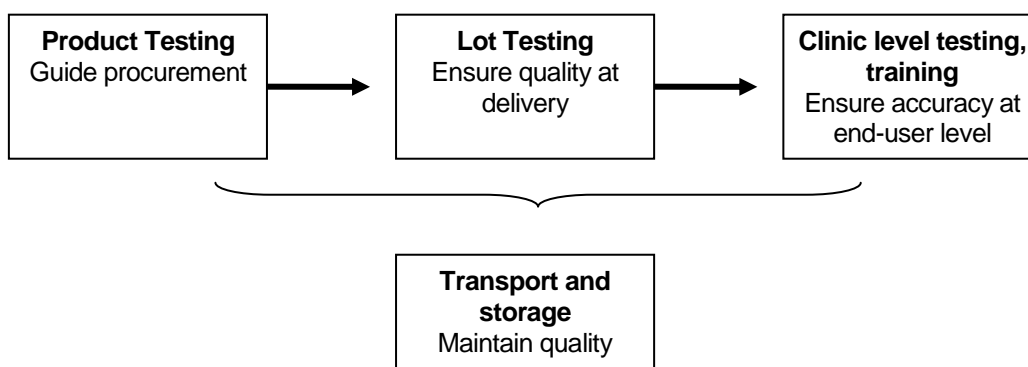 Product Testing
Guide procurement
Lot Testing
Ensure quality at
delivery
Clinic level testing,
training
Ensure accuracy at
end-user level
Transport and
storage
Maintain quality